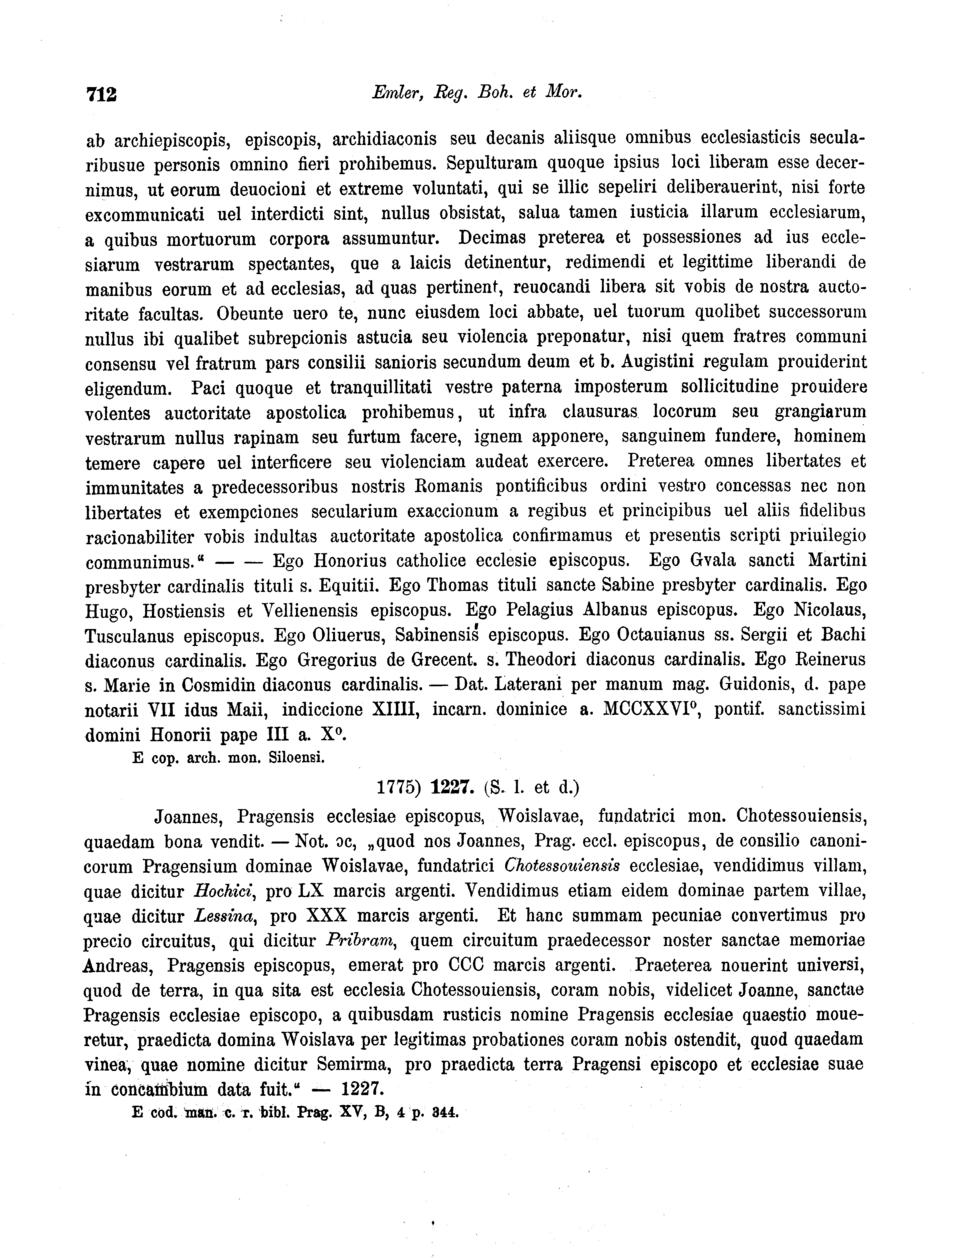 712 Emler, Reg. Boh. et Mor.
ab archiepiscopis, episcopis, archidiaconis seu decanis aliisque omnibus ecclesiasticis secula-
ribusue personis omnino fieri prohibemus. Sepulturam quoque ipsius loci liberam esse decer-
nimus, ut eorum deuocioni et extreme voluntati, qui se illic sepeliri deliberauerint, nisi forte
excommunicati uel interdicti sint, nullus obsistat, salua tamen iusticia illarum ecclesiarum,
a quibus mortuorum corpora assumuntur. Decimas preterea et possessiones ad ius eccle-
siarum vestrarum spectantes, que a laicis detinentur, redimendi et legittime liberandi de
manibus eorum et ad ecclesias, ad quas pertinent, reuocandi libera sit vobis de nostra aucto-
ritate facultas. Obeunte uero te, nunc eiusdem loci abbate, uel tuorum quolibet successorum
nullus ibi qualibet subrepcionis astucia seu violencia preponatur, nisi quem fratres communi
consensu vel fratrum pars consilii sanioris secundum deum et b. Augistini regulam prouiderint
eligendum. Paci quoque et tranquillitati vestre paterna imposterum sollicitudine prouidere
volentes auctoritate apostolica prohibemus, ut infra clausuras locorum seu grangiarum
vestrarum nullus rapinam seu furtum facere, ignem apponere, sanguinem fundere, hominem
temere capere uel interficere seu violenciam audeat exercere. Preterea omnes libertates et
immunitates a predecessoribus nostris Romanis pontificibus ordini vestro concessas nec non
libertates et exempciones secularium exaccionum a regibus et principibus uel aliis fidelibus
racionabiliter vobis indultas auctoritate apostolica confirmamus et presentis scripti priuilegio
communimus.“ — — Ego Honorius catholice ecclesie episcopus. Ego Gvala sancti Martini
presbyter cardinalis tituli s. Equitii. Ego Thomas tituli sancte Sabine presbyter cardinalis. Ego
Hugo, Hostiensis et Vellienensis episcopus. Ego Pelagius Albanus episcopus. Ego Nicolaus,
Tusculanus episcopus. Ego Oliuerus, Sabinensis episcopus. Ego Octauianus ss. Sergii et Bachi
diaconus cardinalis. Ego Gregorius de Grecent. s. Theodori diaconus cardinalis. Ego Reinerus
s. Marie in Cosmidin diaconus cardinalis. — Dat. Laterani per manum mag. Guidonis, d. pape
notarii VII idus Maii, indiccione XIIII, incarn. dominice a. MCCXXVI⁰, pontif. sanctissimi
domini Honorii pape III a. X⁰.
E cop. arch. mon. Siloensi.
1775) 1227. (S. l. et d.)
Joannes, Pragensis ecclesiae episcopus, Woislavae, fundatrici mon. Chotessouiensis,
quaedam bona vendit. — Not. ɔc, „quod nos Joannes, Prag. eccl. episcopus, de consilio canoni-
corum Pragensium dominae Woislavae, fundatrici Chotessouiensis ecclesiae, vendidimus villam,
quae dicitur Hochici, pro LX marcis argenti. Vendidimus etiam eidem dominae partem villae,
quae dicitur Lessina, pro XXX marcis argenti. Et hanc summam pecuniae convertimus pro
precio circuitus, qui dicitur Pribram, quem circuitum praedecessor noster sanctae memoriae
Andreas, Pragensis episcopus, emerat pro CCC marcis argenti. Praeterea nouerint universi,
quod de terra, in qua sita est ecclesia Chotessouiensis, coram nobis, videlicet Joanne, sanctae
Pragensis ecclesiae episcopo, a quibusdam rusticis nomine Pragensis ecclesiae quaestio moue-
retur, praedicta domina Woislava per legitimas probationes coram nobis ostendit, quod quaedam
vinea, quae nomine dicitur Semirma, pro praedicta terra Pragensi episcopo et ecclesiae suae
in concambium data fuit.“ — 1227.
E cod. man. c. r. bibl. Prag. XV, B, 4 p. 344.